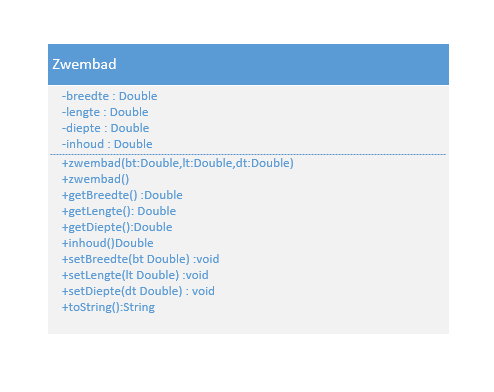 Zwembad
-breedte : Double
-lengte : Double
-diepte : Double
-inhoud : Double
+zwembad(bt:Double,lt:Double,dt:Double)
+zwembad()
+getBreedte() :Double
+getLengte(): Double
+getDiepte():Double
+inhoud()Double
+setBreedte(bt Double) :void
+setLengte(lt Double) :void
+setDiepte(dt Double) : void
+toString():String